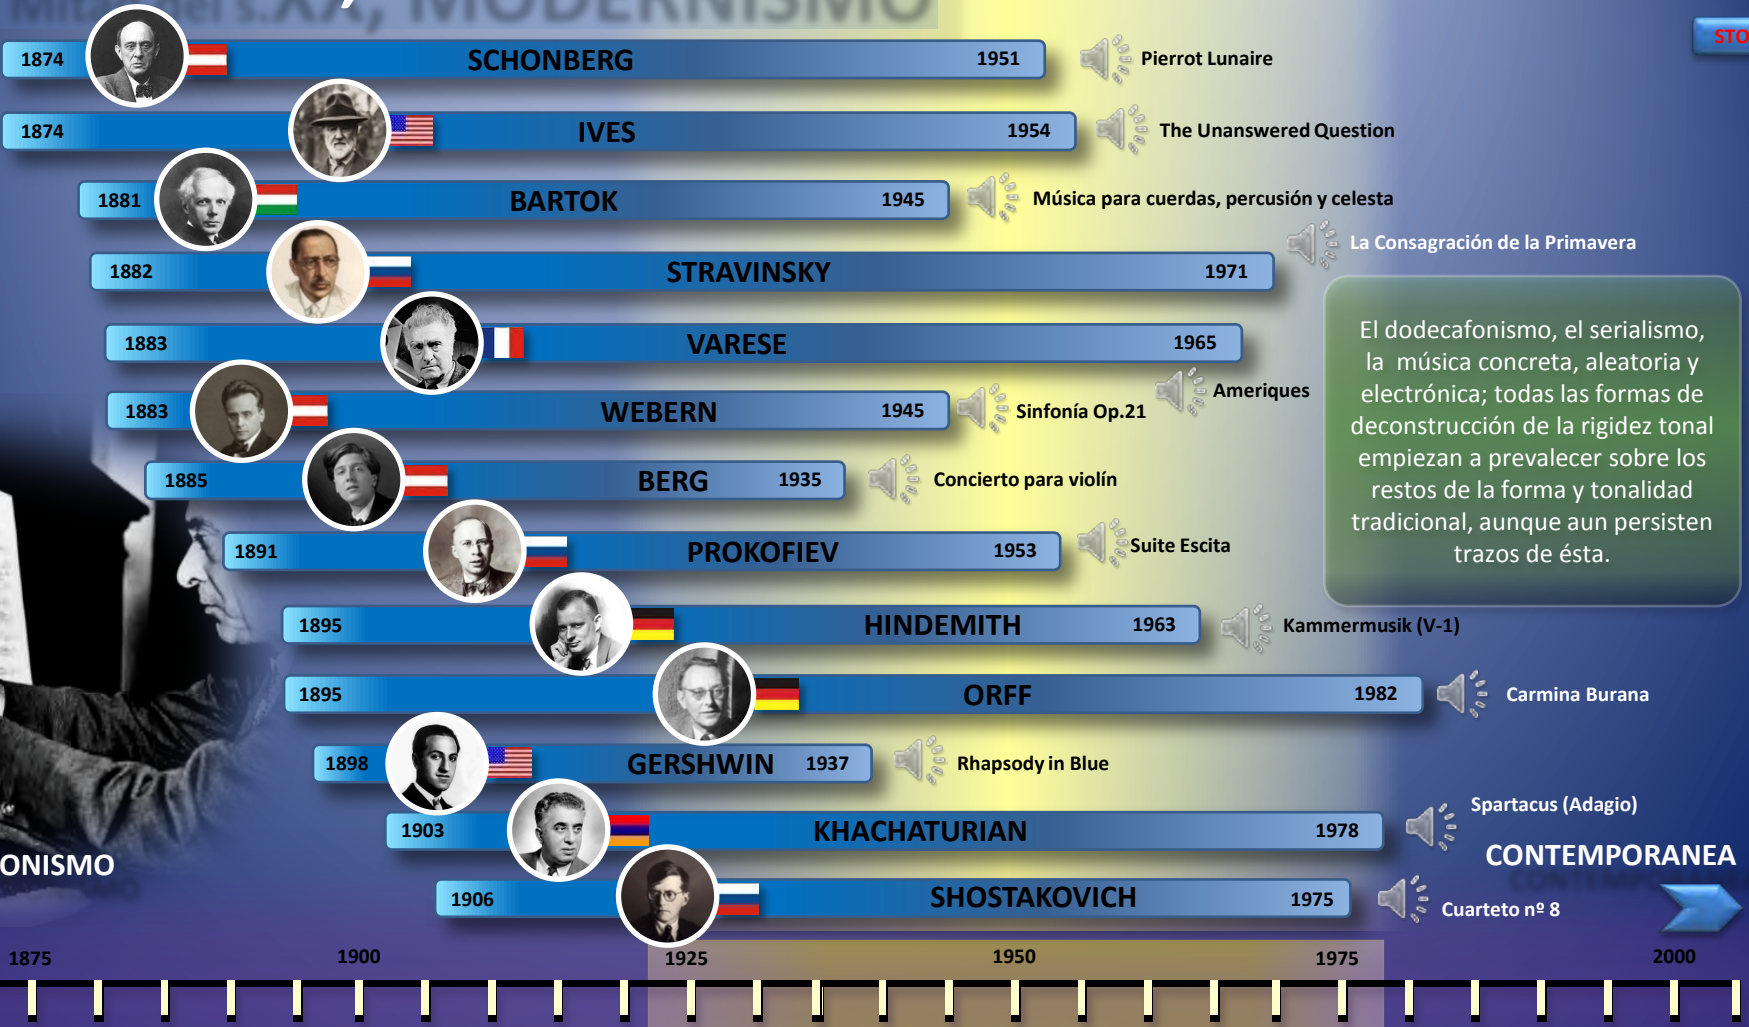 Mitad del s.XX, MODERNISMO
STO
1874 SCHONBERG 1951 Pierrot Lunaire
1874 IVES 1954 The Unanswered Question
1881 BARTOK 1945 Música para cuerdas, percusión y celesta
La Consagración de la Primavera
1882 STRAVINSKY 1971
1883 VARESE 1965
Ameriques
1883 WEBERN 1945 Sinfonía Op.21
1885 BERG 1935 Concierto para violín
1891 PROKOFIEV 1953 Suite Escita
El dodecafonismo, el serialismo,
la música concreta, aleatoria y
electrónica; todas las formas de
deconstrucción de la rigidez tonal
empiezan a prevalecer sobre los
restos de la forma y tonalidad
tradicional, aunque aun persisten
trazos de ésta.
1895 HINDEMITH 1963 Kammermusik (V-1)
1895 ORFF 1982 Carmina Burana
1898 GERSHWIN 1937 Rhapsody in Blue
Spartacus (Adagio)
1903 KHACHATURIAN 1978
ONISMO
CONTEMPORANEA
1906 SHOSTAKOVICH 1975 Cuarteto nº 8
1875 1900 1925 1950 1975 2000